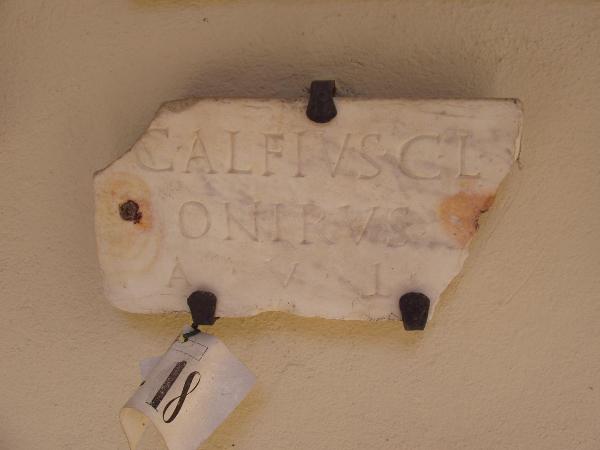 C ALFIVS C L
ONIRVS
A V L
18